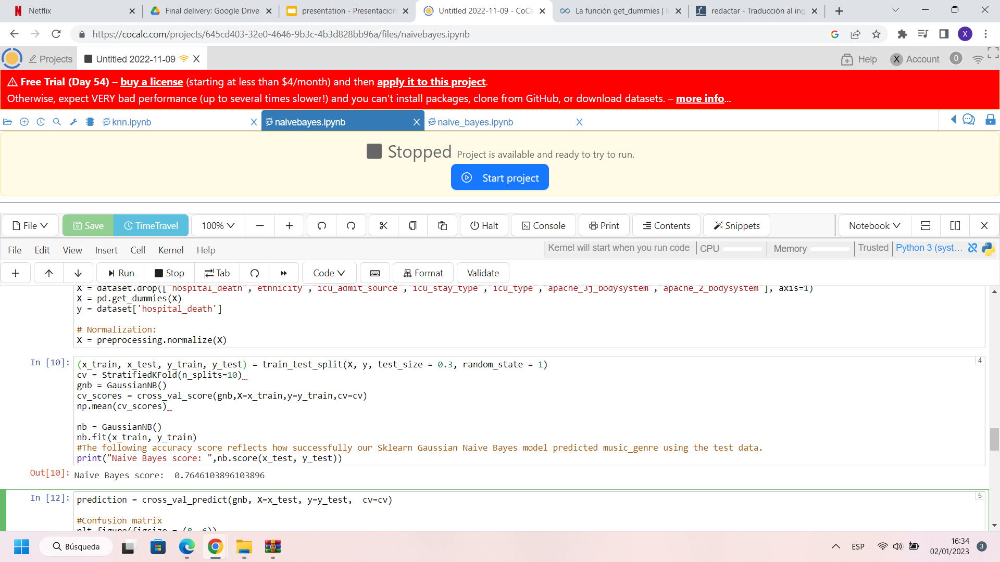 Netflix
Final delivery: Google Drive
presentation - Presentacion
Untitled 2022-11-09 - CoCa
La función get_dummies | I
redactar - Traducción al ing
https://cocalc.com/projects/645cd403-32e0-4646-9b3c-4b3d828bb96a/files/naivebayes.ipynb
X
Projects
Untitled 2022-11-09
Help
X Account
0
Free Trial (Day 54) – buy a license (starting at less than $4/month) and then apply it to this project.
Otherwise, expect VERY bad performance (up to several times slower!) and you can't install packages, clone from GitHub, or download datasets. – more info...
knn.ipynb
naivebayes.ipynb
naive_bayes.ipynb
Stopped Project is available and ready to try to run.
Start project
File
Save
TimeTravel
100%
Halt
Console
Print
Contents
Snippets
Notebook
File Edit View Insert Cell Kernel Help
Kernel will start when you run code
CPU
Memory
Trusted
Python 3 (syst...
Run
Stop
Tab
Code
Format
Validate
X = dataset.drop(["hospital_death","ethnicity","icu_admit_source","icu_stay_type","icu_type","apache_3j_bodysystem","apache_2_bodysystem"], axis=1)
X = pd.get_dummies(X)
y = dataset['hospital_death']
# Normalization:
X = preprocessing.normalize(X)
In [10]:
4
(x_train, x_test, y_train, y_test) = train_test_split(X, y, test_size = 0.3, random_state = 1)
cv = StratifiedKFold(n_splits=10)
gnb = GaussianNB()
cv_scores = cross_val_score(gnb,X=x_train,y=y_train,cv=cv)
np.mean(cv_scores)
nb = GaussianNB()
nb.fit(x_train, y_train)
#The following accuracy score reflects how successfully our Sklearn Gaussian Naive Bayes model predicted music_genre using the test data.
print("Naive Bayes score: ",nb.score(x_test, y_test))
Out[10]:
Naive Bayes score:  0.7646103896103896
In [12]:
5
prediction = cross_val_predict(gnb, X=x_test, y=y_test,  cv=cv)
#Confusion matrix
plt.figure(figsize = (8, 6))
Búsqueda
ESP
16:34
02/01/2023
3